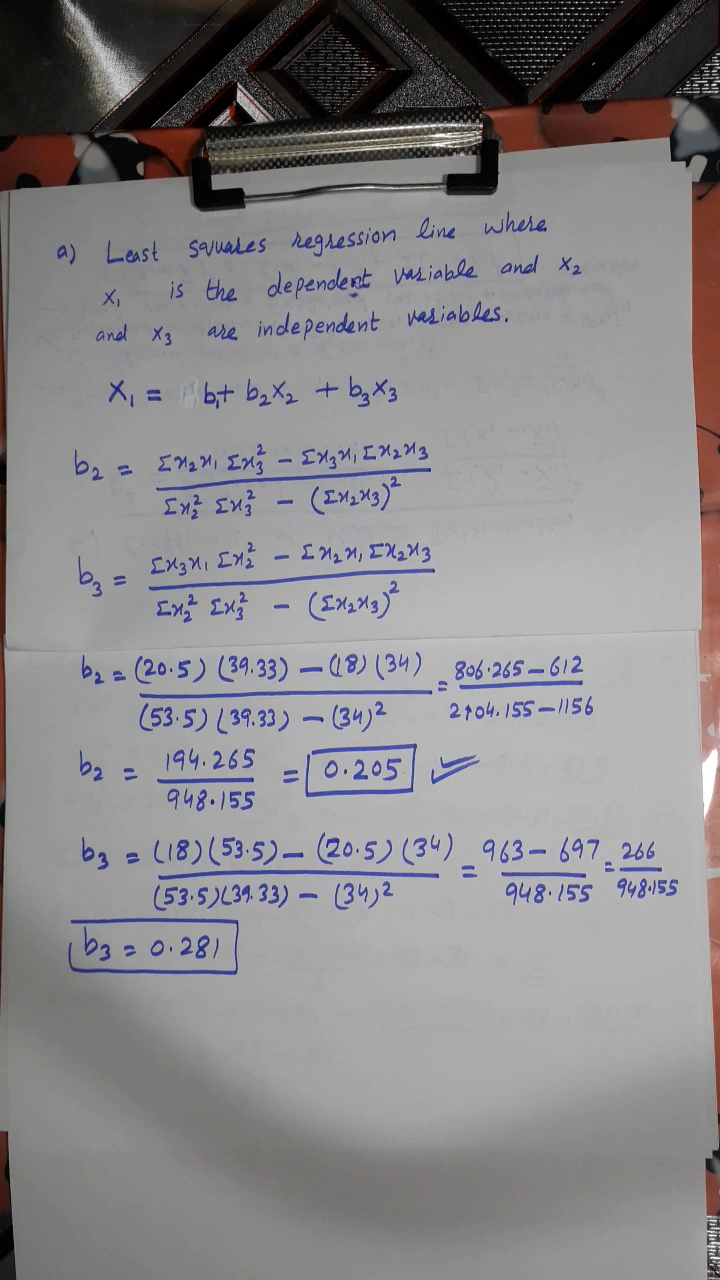 a) Least squares regression line where
X₁ is the dependent variable and X₂
and X₃ are independent variables.
X₁ = b₁ + b₂X₂ + b₃X₃
b₂ = (Σx₂x₁ Σx₃² − Σx₃x₁ Σx₂x₃) / (Σx₂² Σx₃² − (Σx₂x₃)²)
b₃ = (Σx₃x₁ Σx₂² − Σx₂x₁ Σx₂x₃) / (Σx₂² Σx₃² − (Σx₂x₃)²)
b₂ = ((20.5)(39.33) − (18)(34)) / ((53.5)(39.33) − (34)²) = (806.265 − 612) / (2104.155 − 1156)
b₂ = 194.265 / 948.155 = 0.205 ✓
b₃ = ((18)(53.5) − (20.5)(34)) / ((53.5)(39.33) − (34)²) = (963 − 697) / 948.155 = 266 / 948.155
b₃ = 0.281